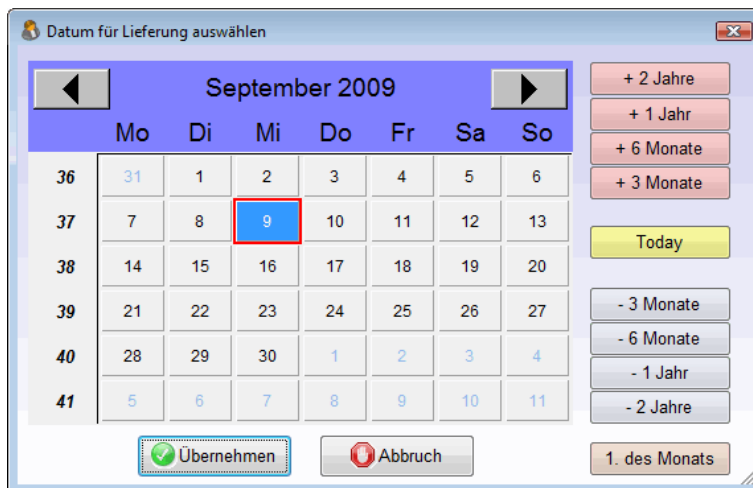 Datum für Lieferung auswählen
September 2009
Mo Di Mi Do Fr Sa So
36 31 1 2 3 4 5 6
37 7 8 9 10 11 12 13
38 14 15 16 17 18 19 20
39 21 22 23 24 25 26 27
40 28 29 30 1 2 3 4
41 5 6 7 8 9 10 11
Übernehmen Abbruch
+ 2 Jahre
+ 1 Jahr
+ 6 Monate
+ 3 Monate
Today
- 3 Monate
- 6 Monate
- 1 Jahr
- 2 Jahre
1. des Monats